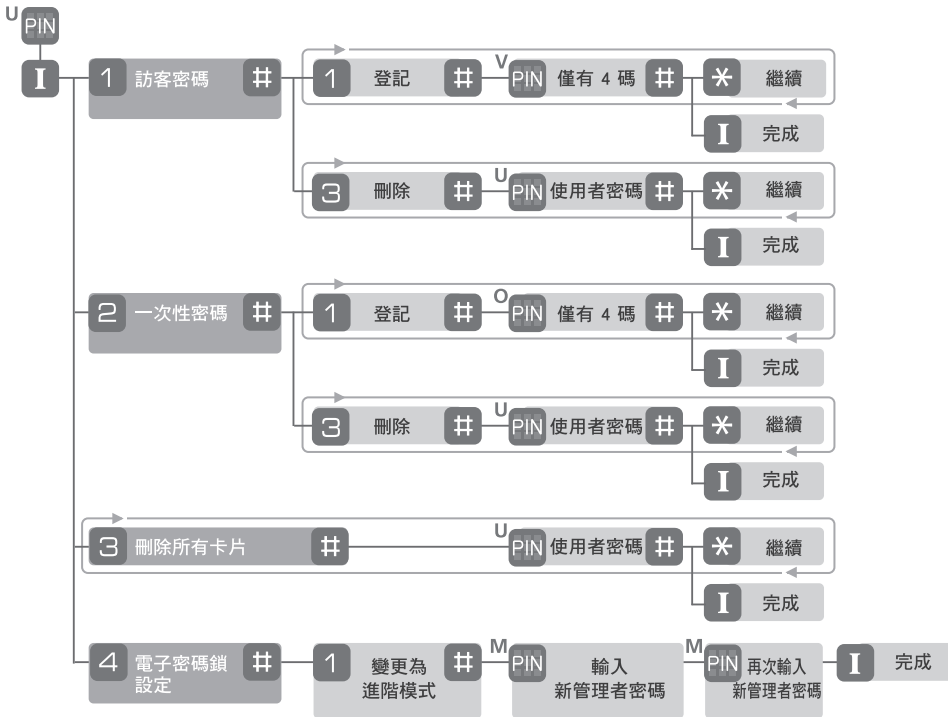 U PIN
I
1 訪客密碼 #
1 登記 # V PIN 僅有 4 碼 # * 繼續
I 完成
3 刪除 # U PIN 使用者密碼 # * 繼續
I 完成
2 一次性密碼 #
1 登記 # O PIN 僅有 4 碼 # * 繼續
I 完成
3 刪除 # U PIN 使用者密碼 # * 繼續
I 完成
3 刪除所有卡片 # U PIN 使用者密碼 # * 繼續
I 完成
4 電子密碼鎖
設定 #
1 變更為
進階模式 #
M PIN 輸入
新管理者密碼
M PIN 再次輸入
新管理者密碼
I 完成